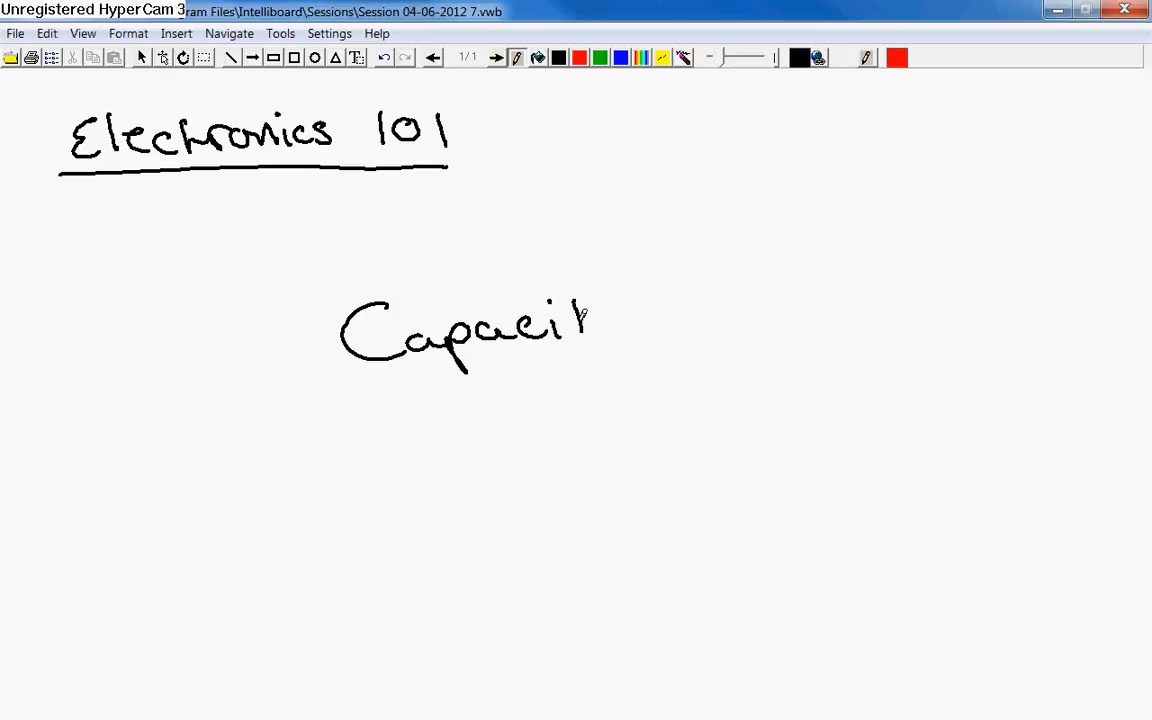 Unregistered HyperCam 3
ram Files\Intelliboard\Sessions\Session 04-06-2012 7.vwb
File Edit View Format Insert Navigate Tools Settings Help
1/1
Electronics 101
Capacit